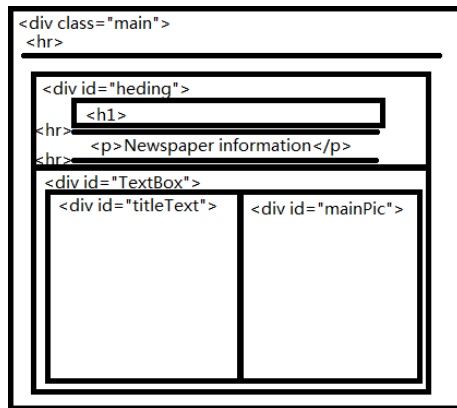 <div class="main">
<hr>
<div id="heding">
<h1>
<hr>
<p>Newspaper information</p>
<hr>
<div id="TextBox">
<div id="titleText"> <div id="mainPic">